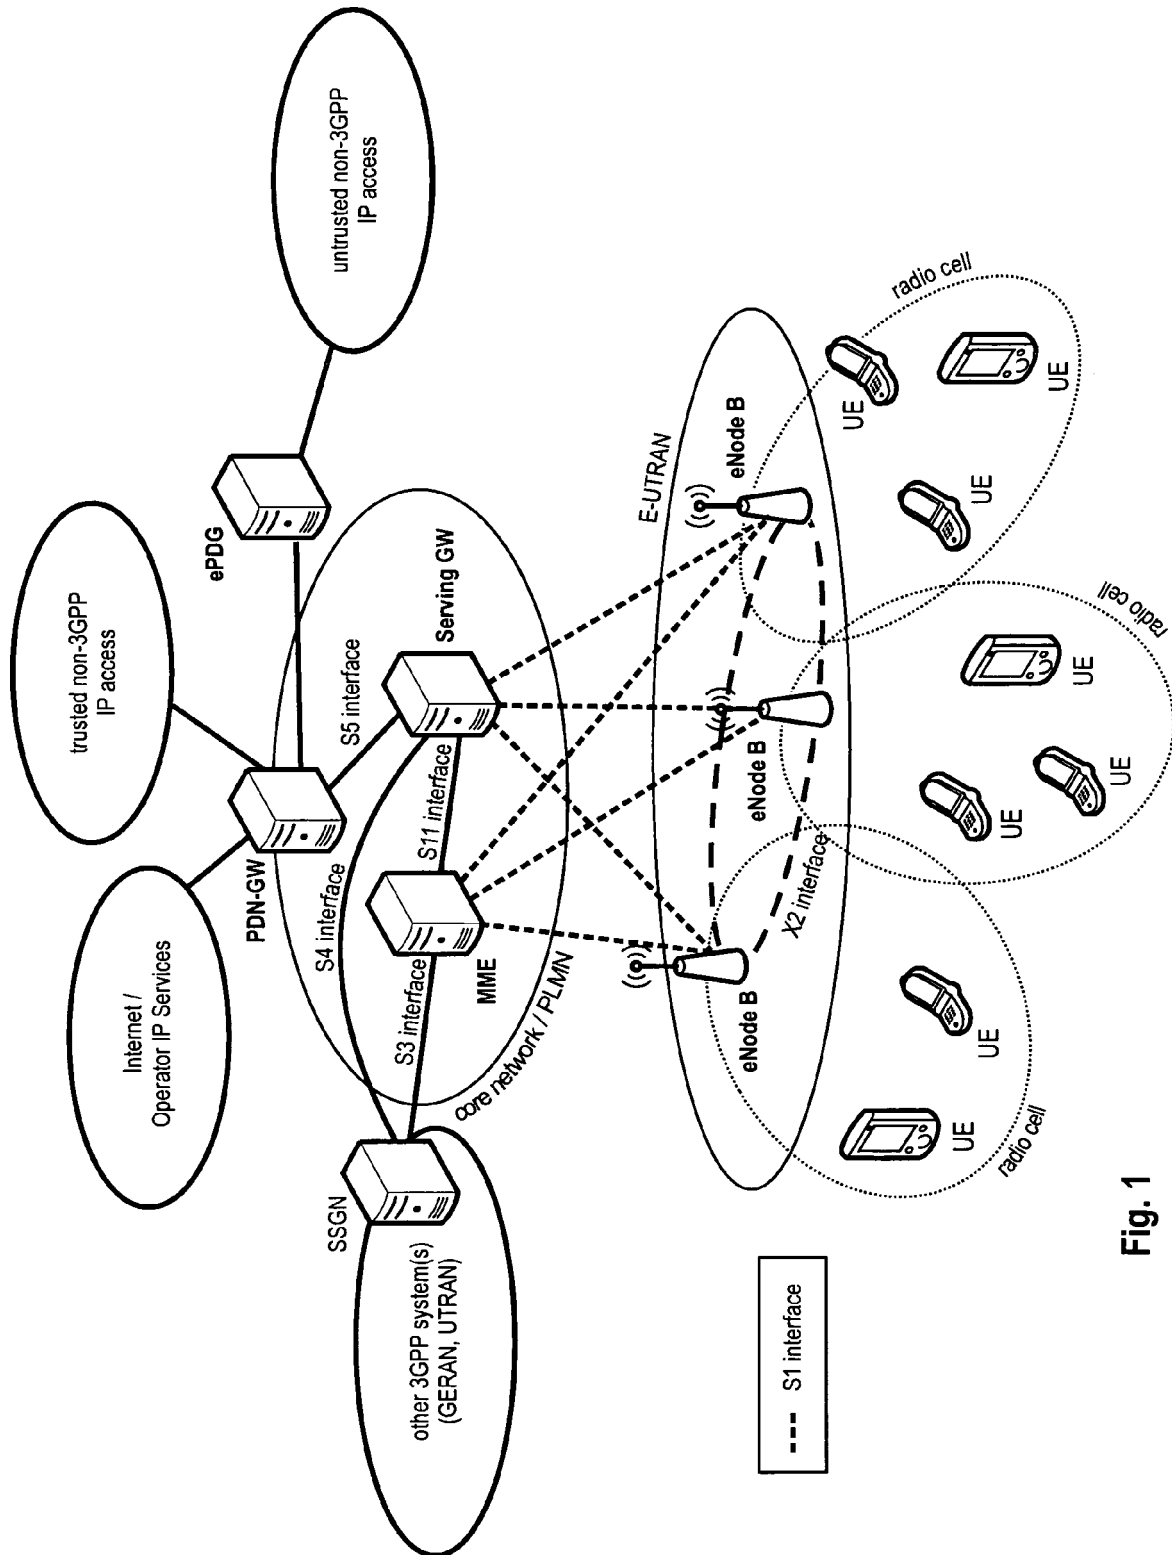 Internet /
Operator IP Services
trusted non-3GPP
IP access
untrusted non-3GPP
IP access
PDN-GW
ePDG
S4 interface
S5 interface
SSGN
other 3GPP system(s)
(GERAN, UTRAN)
S3 interface
MME
S11 interface
Serving GW
core network / PLMN
E-UTRAN
eNode B
eNode B
eNode B
X2 interface
radio cell
UE
UE
radio cell
UE
UE
UE
radio cell
UE
UE
UE
S1 interface
Fig. 1